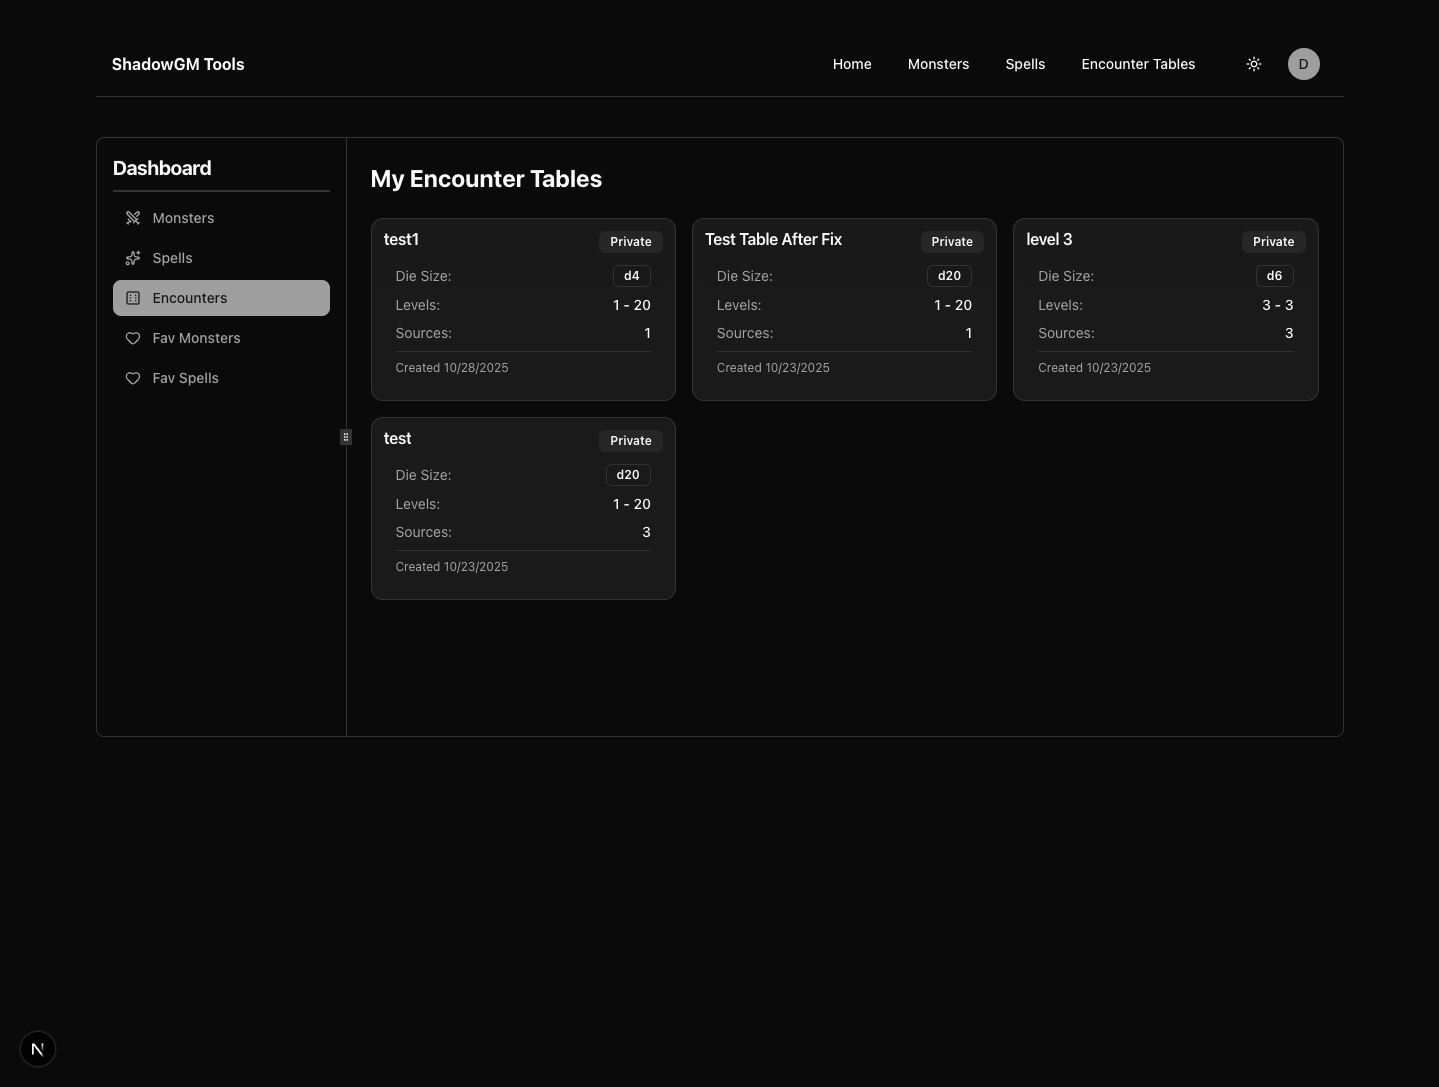 ShadowGM Tools
Home Monsters Spells Encounter Tables D
Dashboard
Monsters
Spells
Encounters
Fav Monsters
Fav Spells
My Encounter Tables
test1 Private
Die Size: d4
Levels: 1 - 20
Sources: 1
Created 10/28/2025
Test Table After Fix Private
Die Size: d20
Levels: 1 - 20
Sources: 1
Created 10/23/2025
level 3 Private
Die Size: d6
Levels: 3 - 3
Sources: 3
Created 10/23/2025
test Private
Die Size: d20
Levels: 1 - 20
Sources: 3
Created 10/23/2025
N